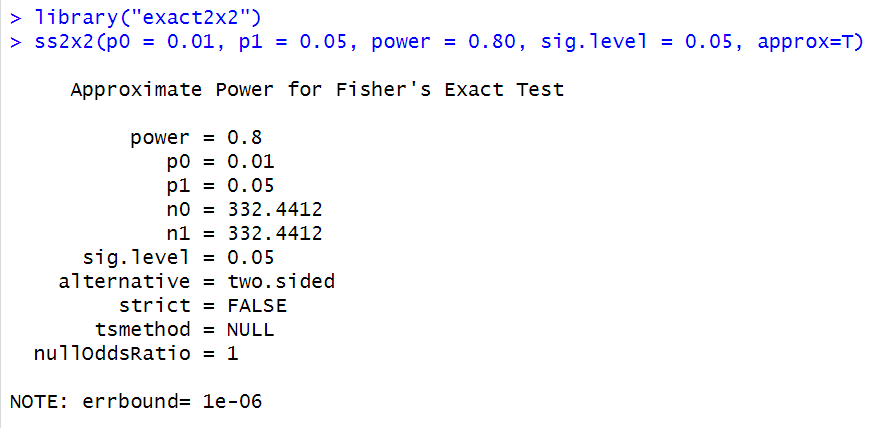 > library("exact2x2")
> ss2x2(p0 = 0.01, p1 = 0.05, power = 0.80, sig.level = 0.05, approx=T)
Approximate Power for Fisher's Exact Test
power = 0.8
p0 = 0.01
p1 = 0.05
n0 = 332.4412
n1 = 332.4412
sig.level = 0.05
alternative = two.sided
strict = FALSE
tsmethod = NULL
nullOddsRatio = 1
NOTE: errbound= 1e-06